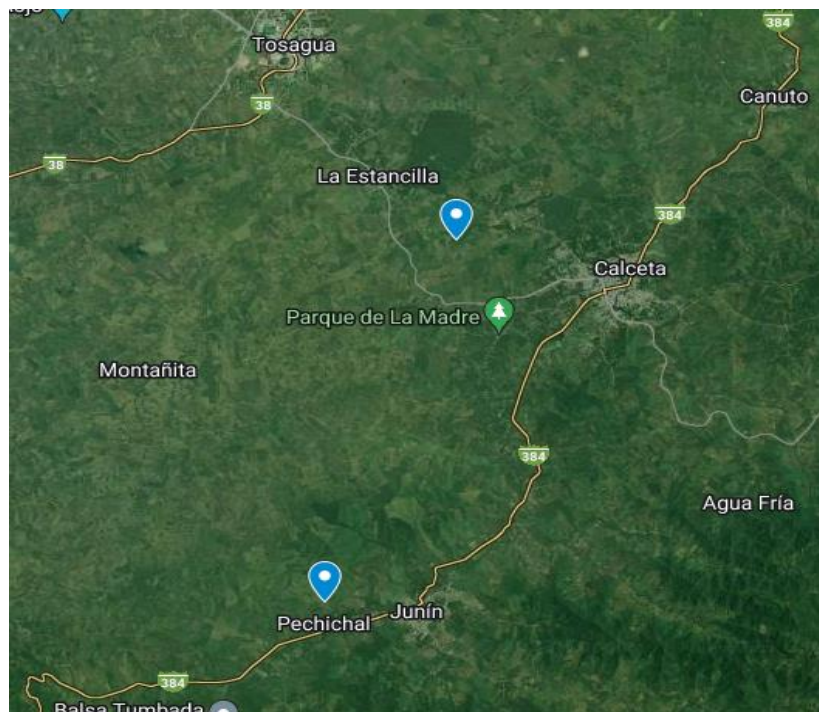 Tosagua
384
38
Canuto
38
La Estancilla
384
Calceta
Parque de La Madre
Montañita
384
Agua Fría
Junín
Pechichal
384
Balsa Tumbada